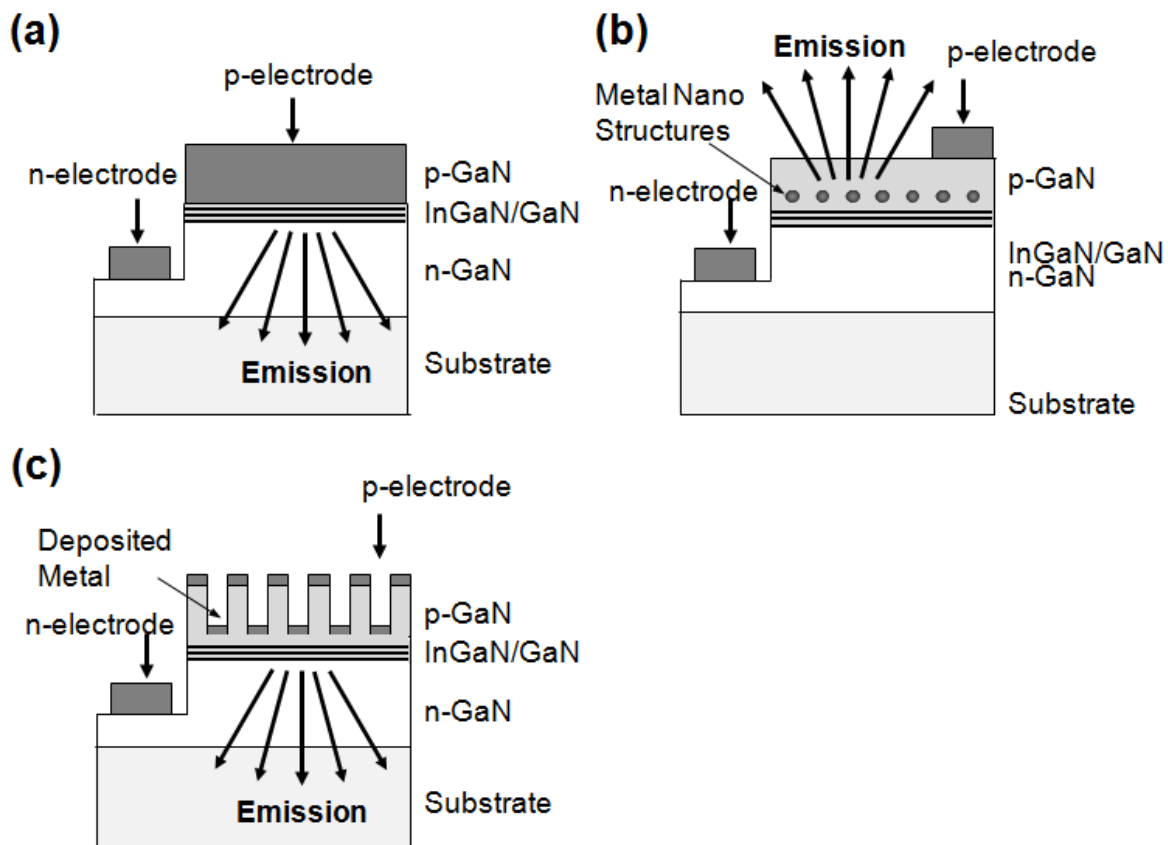 (a)
p-electrode
n-electrode
p-GaN
InGaN/GaN
n-GaN
Emission
Substrate
(b)
Emission
p-electrode
Metal Nano
Structures
p-GaN
n-electrode
InGaN/GaN
n-GaN
Substrate
(c)
p-electrode
Deposited
Metal
p-GaN
n-electrode
InGaN/GaN
n-GaN
Emission
Substrate